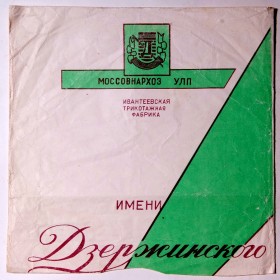 МОССОВНАРХОЗ УЛП
ИВАНТЕЕВСКАЯ
ТРИКОТАЖНАЯ
ФАБРИКА
ИМЕНИ
Дзержинского